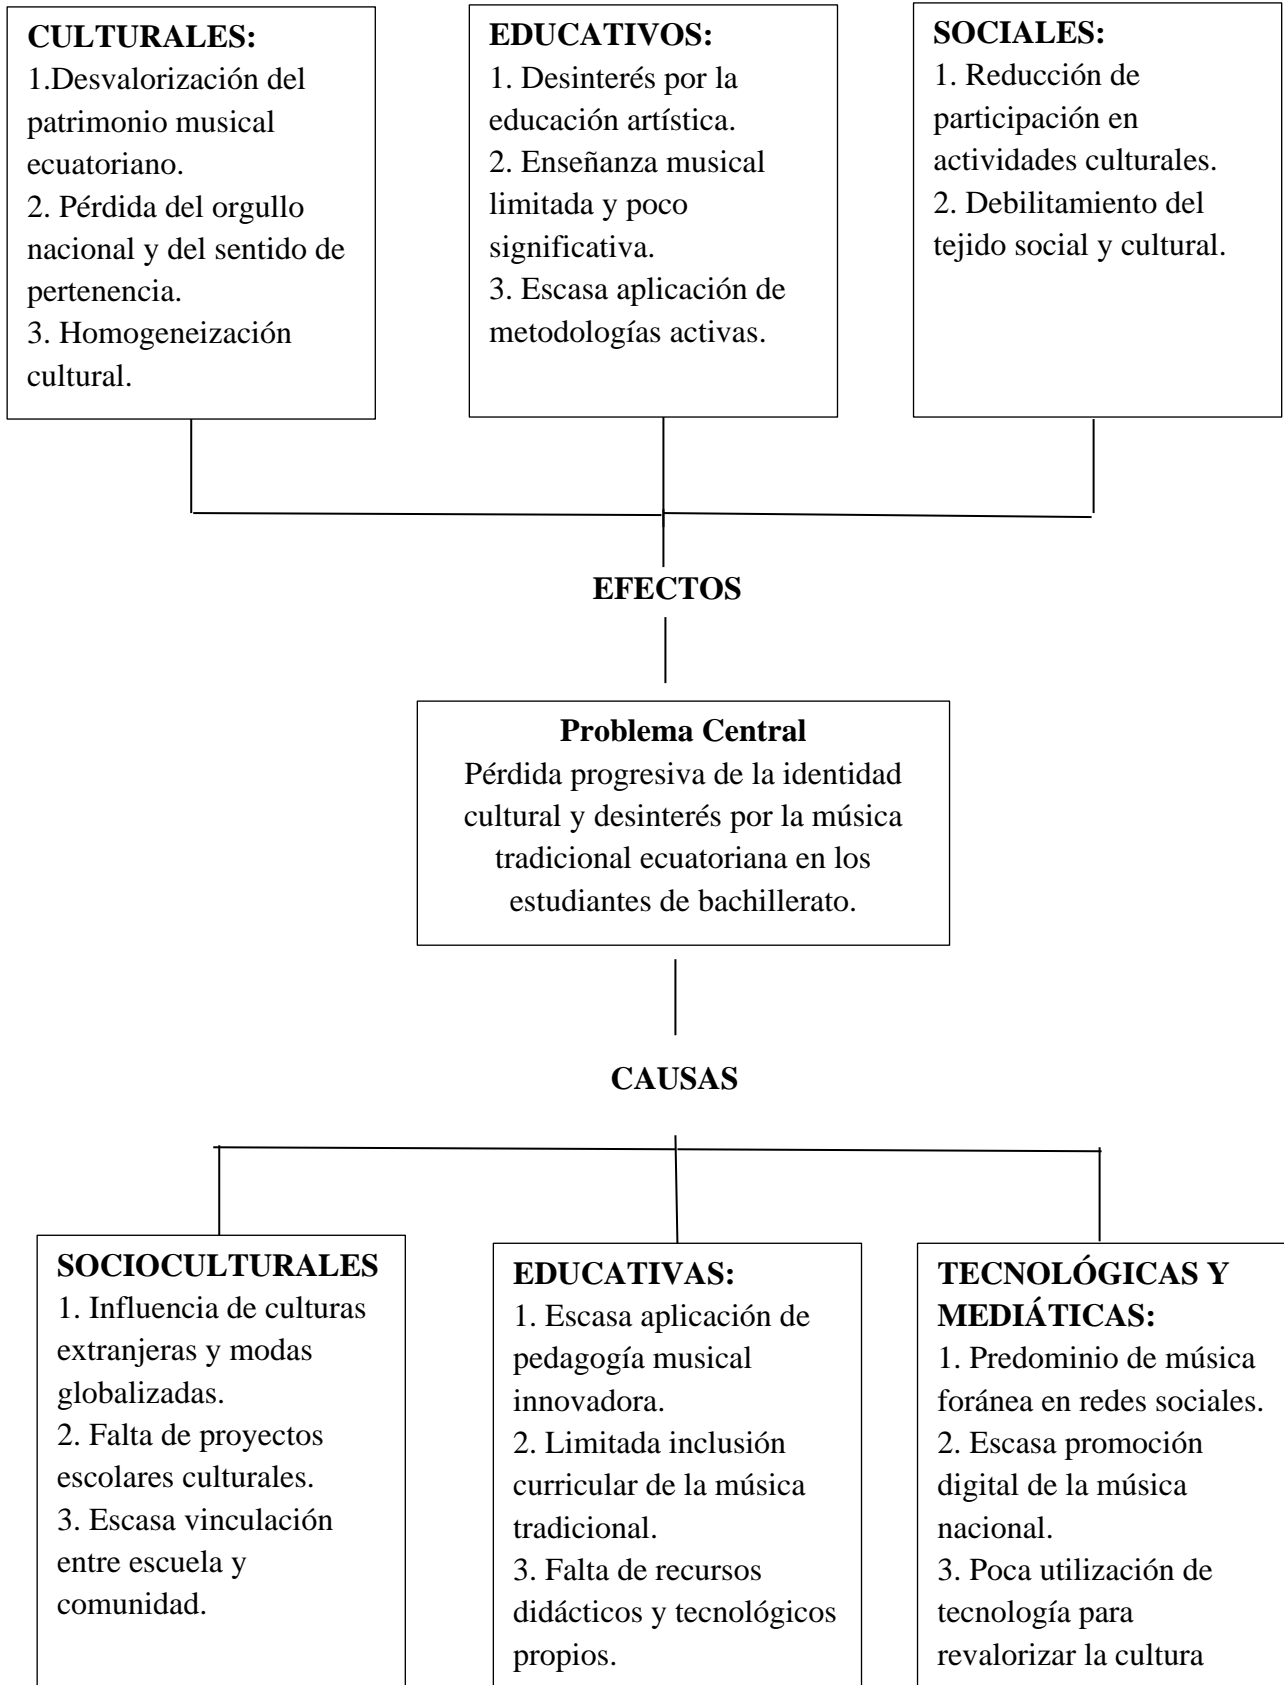 CULTURALES:
1.Desvalorización del
patrimonio musical
ecuatoriano.
2. Pérdida del orgullo
nacional y del sentido de
pertenencia.
3. Homogeneización
cultural.
EDUCATIVOS:
1. Desinterés por la
educación artística.
2. Enseñanza musical
limitada y poco
significativa.
3. Escasa aplicación de
metodologías activas.
SOCIALES:
1. Reducción de
participación en
actividades culturales.
2. Debilitamiento del
tejido social y cultural.
EFECTOS
Problema Central
Pérdida progresiva de la identidad
cultural y desinterés por la música
tradicional ecuatoriana en los
estudiantes de bachillerato.
CAUSAS
SOCIOCULTURALES
1. Influencia de culturas
extranjeras y modas
globalizadas.
2. Falta de proyectos
escolares culturales.
3. Escasa vinculación
entre escuela y
comunidad.
EDUCATIVAS:
1. Escasa aplicación de
pedagogía musical
innovadora.
2. Limitada inclusión
curricular de la música
tradicional.
3. Falta de recursos
didácticos y tecnológicos
propios.
TECNOLÓGICAS Y
MEDIÁTICAS:
1. Predominio de música
foránea en redes sociales.
2. Escasa promoción
digital de la música
nacional.
3. Poca utilización de
tecnología para
revalorizar la cultura